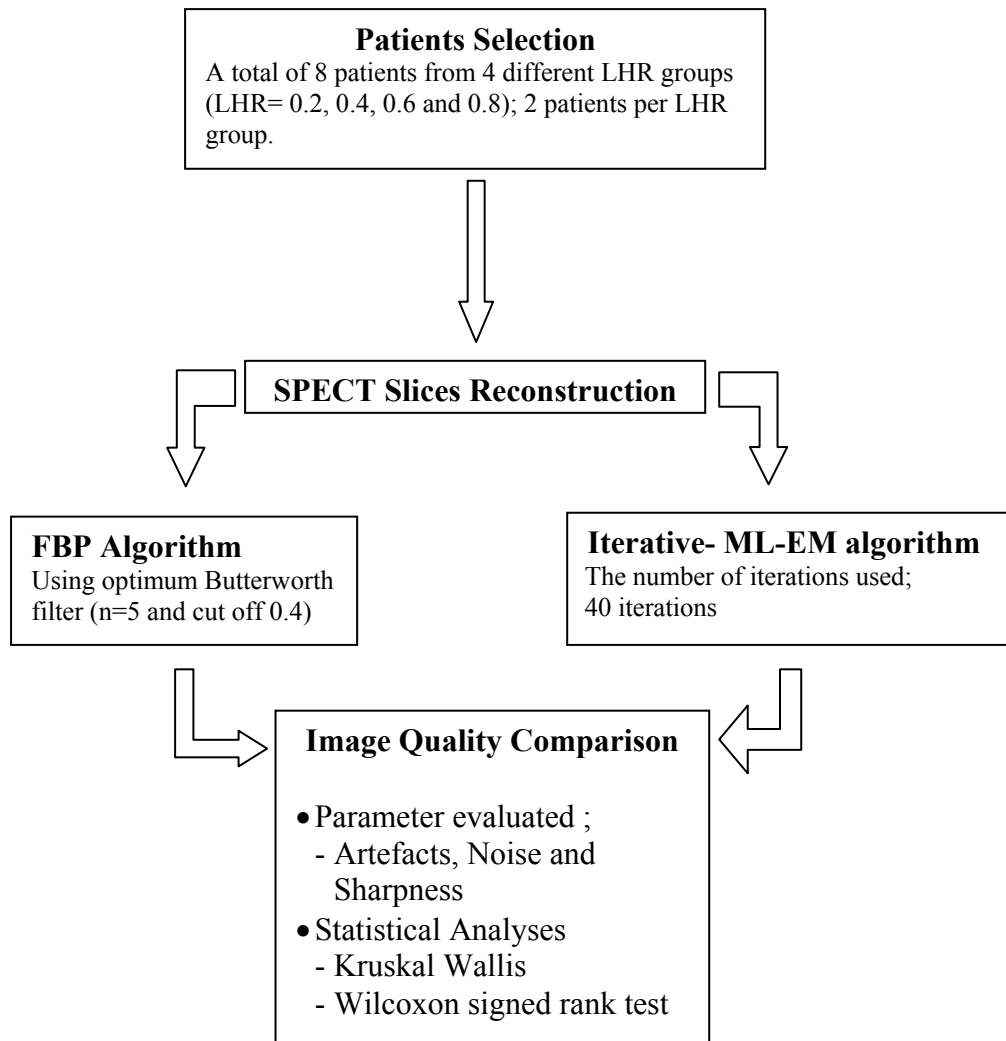 Patients Selection
A total of 8 patients from 4 different LHR groups
(LHR= 0.2, 0.4, 0.6 and 0.8); 2 patients per LHR
group.
SPECT Slices Reconstruction
FBP Algorithm
Using optimum Butterworth
filter (n=5 and cut off 0.4)
Iterative- ML-EM algorithm
The number of iterations used;
40 iterations
Image Quality Comparison
• Parameter evaluated ;
- Artefacts, Noise and
Sharpness
• Statistical Analyses
- Kruskal Wallis
- Wilcoxon signed rank test